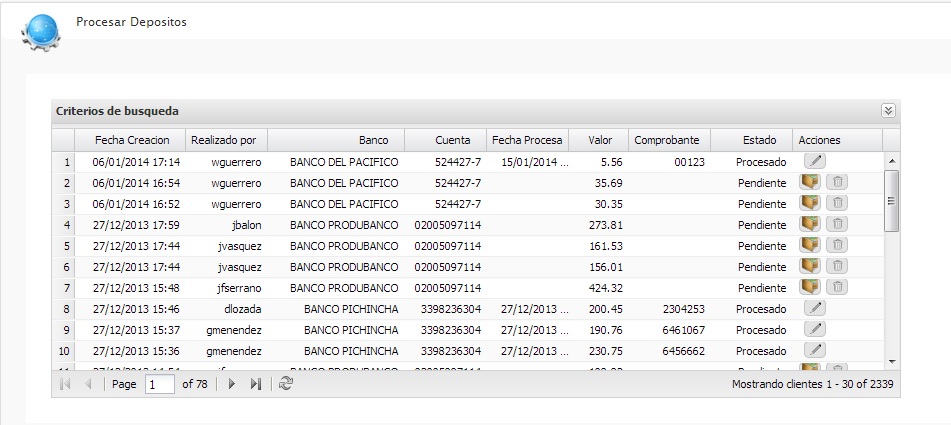 Procesar Depositos
Criterios de busqueda
Fecha Creacion Realizado por Banco Cuenta Fecha Procesa Valor Comprobante Estado Acciones
1 06/01/2014 17:14 wguerrero BANCO DEL PACIFICO 524427-7 15/01/2014 ... 5.56 00123 Procesado
2 06/01/2014 16:54 wguerrero BANCO DEL PACIFICO 524427-7 35.69 Pendiente
3 06/01/2014 16:52 wguerrero BANCO DEL PACIFICO 524427-7 30.35 Pendiente
4 27/12/2013 17:59 jbalon BANCO PRODUBANCO 02005097114 273.81 Pendiente
5 27/12/2013 17:44 jvasquez BANCO PRODUBANCO 02005097114 161.53 Pendiente
6 27/12/2013 17:44 jvasquez BANCO PRODUBANCO 02005097114 156.01 Pendiente
7 27/12/2013 15:48 jfserrano BANCO PRODUBANCO 02005097114 424.32 Pendiente
8 27/12/2013 15:46 dlozada BANCO PICHINCHA 3398236304 27/12/2013 ... 200.45 2304253 Procesado
9 27/12/2013 15:37 gmenendez BANCO PICHINCHA 3398236304 27/12/2013 ... 190.76 6461067 Procesado
10 27/12/2013 15:36 gmenendez BANCO PICHINCHA 3398236304 27/12/2013 ... 230.75 6456662 Procesado
Page 1 of 78 Mostrando clientes 1 - 30 of 2339